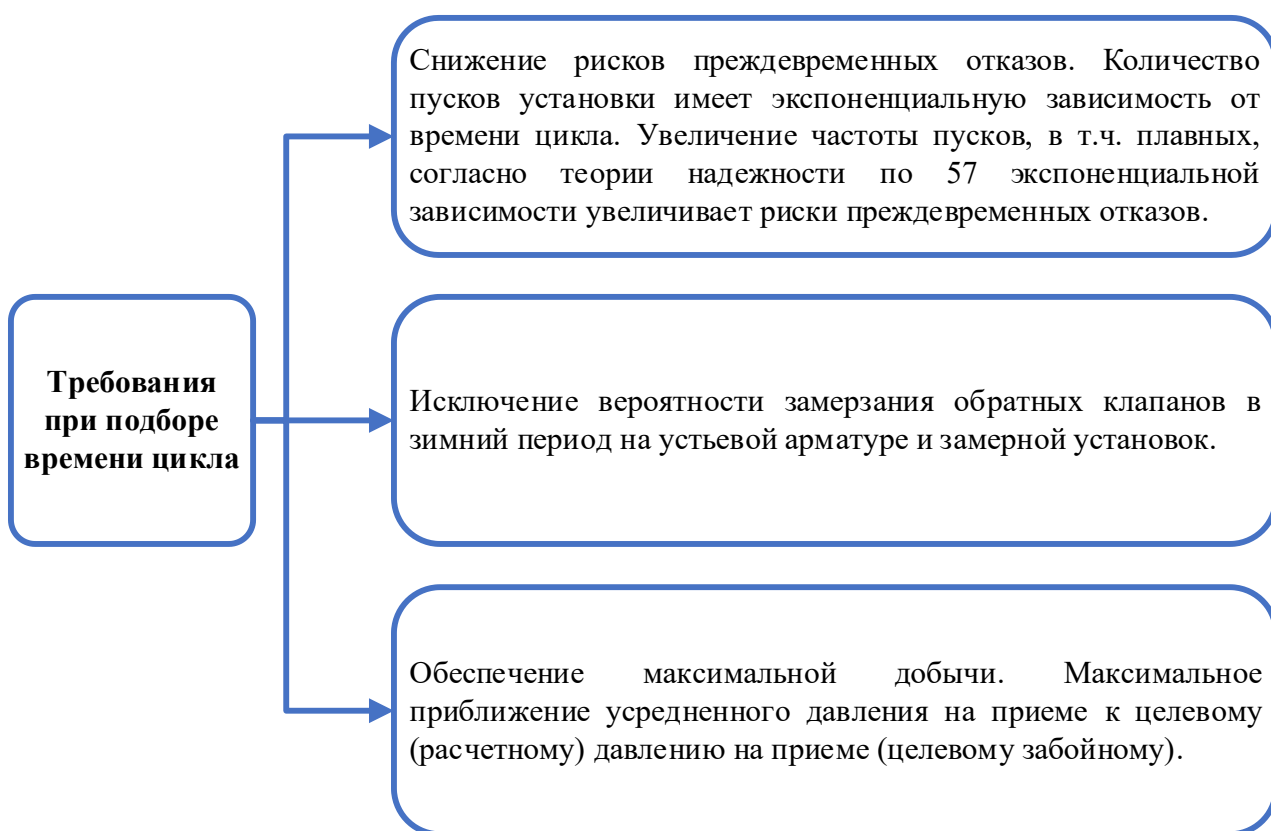 Снижение рисков преждевременных отказов. Количество
пусков установки имеет экспоненциальную зависимость от
времени цикла. Увеличение частоты пусков, в т.ч. плавных,
согласно теории надежности по 57 экспоненциальной
зависимости увеличивает риски преждевременных отказов.
Требования
при подборе
времени цикла
Исключение вероятности замерзания обратных клапанов в
зимний период на устьевой арматуре и замерной установок.
Обеспечение максимальной добычи. Максимальное
приближение усредненного давления на приеме к целевому
(расчетному) давлению на приеме (целевому забойному).